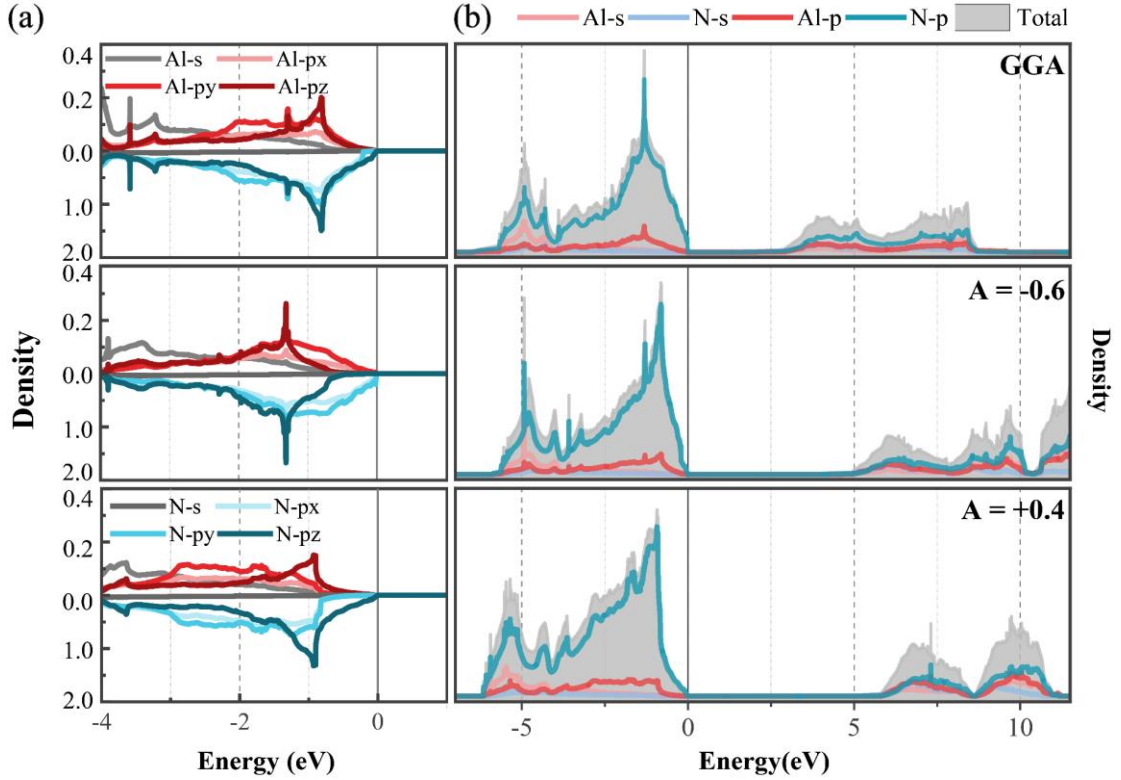 (a)
(b)
Al-s N-s Al-p N-p Total
Al-s Al-px
Al-py Al-pz
GGA
0.4
0.2
0.0
1.0
2.0
A = -0.6
0.4
0.2
0.0
1.0
2.0
Density
Density
A = +0.4
N-s N-px
N-py N-pz
0.4
0.2
0.0
1.0
2.0
-4 -2 0
-5 0 5 10
Energy (eV)
Energy(eV)